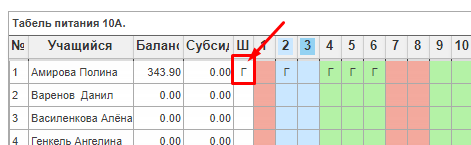 Табель питания 10А.
№ Учащийся Баланс Субсид Ш 1 2 3 4 5 6 7 8 9 10
1 Амирова Полина 343.90 0.00 Г Г Г Г Г
2 Варенов Данил 0.00 0.00
3 Василенкова Алёна 0.00 0.00
4 Генкель Ангелина 0.00 0.00